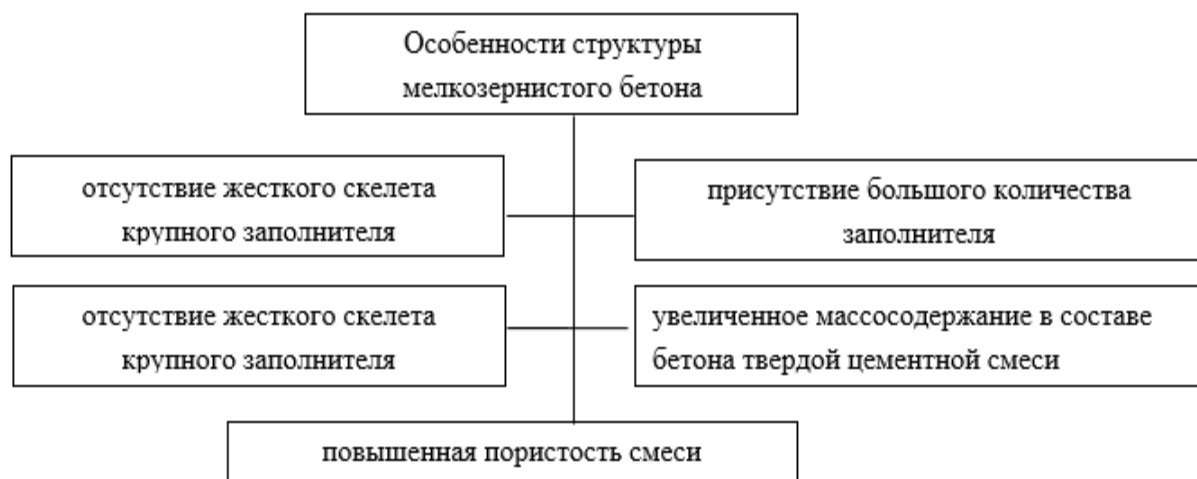 Особенности структуры
мелкозернистого бетона
отсутствие жесткого скелета
крупного заполнителя
присутствие большого количества
заполнителя
отсутствие жесткого скелета
крупного заполнителя
увеличенное массосодержание в составе
бетона твердой цементной смеси
повышенная пористость смеси